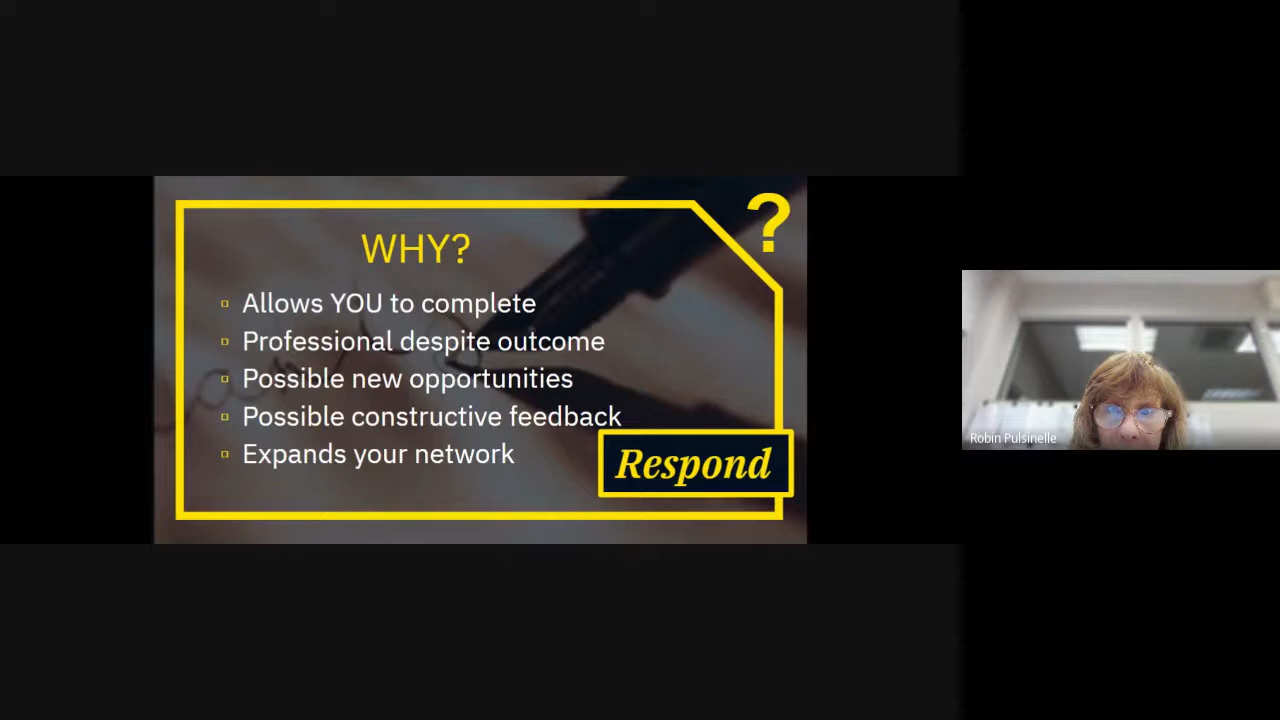 ?
WHY?
▫ Allows YOU to complete
▫ Professional despite outcome
▫ Possible new opportunities
▫ Possible constructive feedback
▫ Expands your network
Respond
Robin Pulsinelle